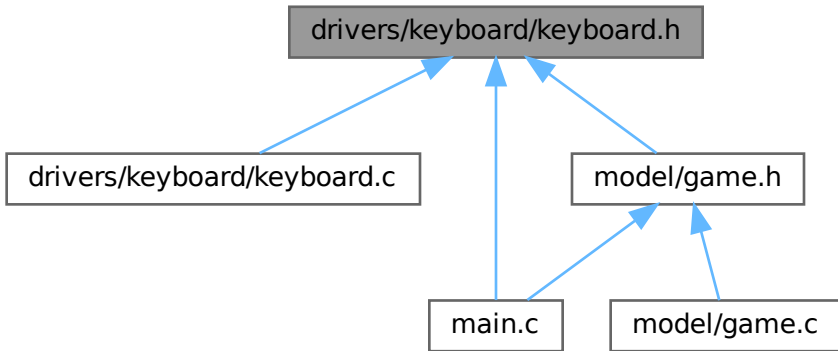 drivers/keyboard/keyboard.h
drivers/keyboard/keyboard.c
model/game.h
main.c
model/game.c